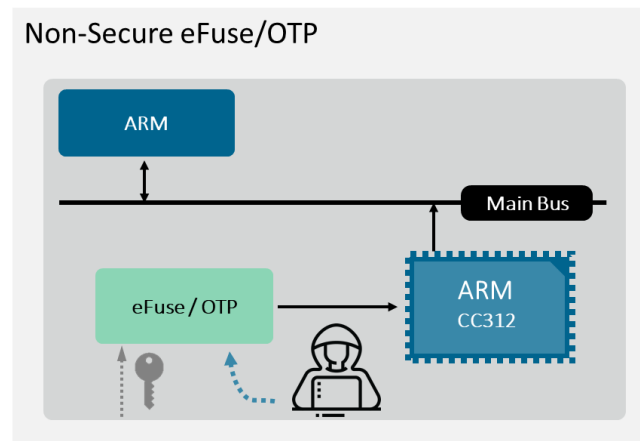 Non-Secure eFuse/OTP
ARM
Main Bus
eFuse / OTP
ARM
CC312